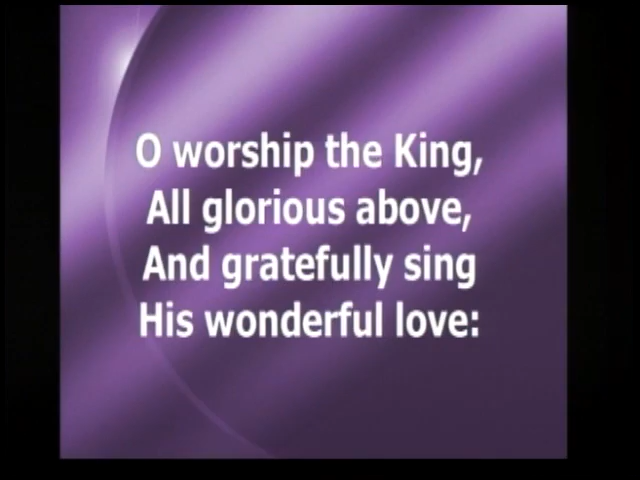 O worship the King,
All glorious above,
And gratefully sing
His wonderful love: